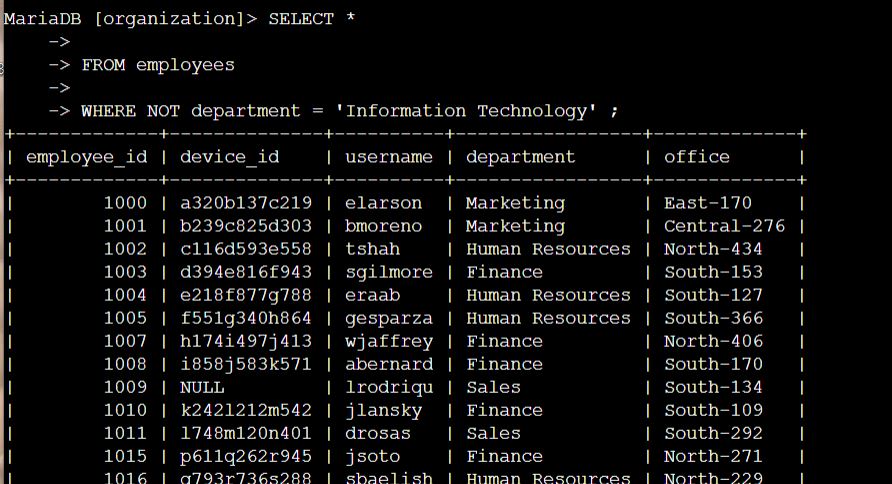 MariaDB [organization]> SELECT *
->
-> FROM employees
->
-> WHERE NOT department = 'Information Technology' ;
+-------------+--------------+----------+-----------------+-------------+
| employee_id | device_id | username | department | office |
+-------------+--------------+----------+-----------------+-------------+
| 1000 | a320b137c219 | elarson | Marketing | East-170 |
| 1001 | b239c825d303 | bmoreno | Marketing | Central-276 |
| 1002 | c116d593e558 | tshah | Human Resources | North-434 |
| 1003 | d394e816f943 | sgilmore | Finance | South-153 |
| 1004 | e218f877g788 | eraab | Human Resources | South-127 |
| 1005 | f551g340h864 | gesparza | Human Resources | South-366 |
| 1007 | h174i497j413 | wjaffrey | Finance | North-406 |
| 1008 | i858j583k571 | abernard | Finance | South-170 |
| 1009 | NULL | lrodriqu | Sales | South-134 |
| 1010 | k242l212m542 | jlansky | Finance | South-109 |
| 1011 | l748m120n401 | drosas | Sales | South-292 |
| 1015 | p611q262r945 | jsoto | Finance | North-271 |
| 1016 | q793r736s288 | sbaelish | Human Resources | North-229 |